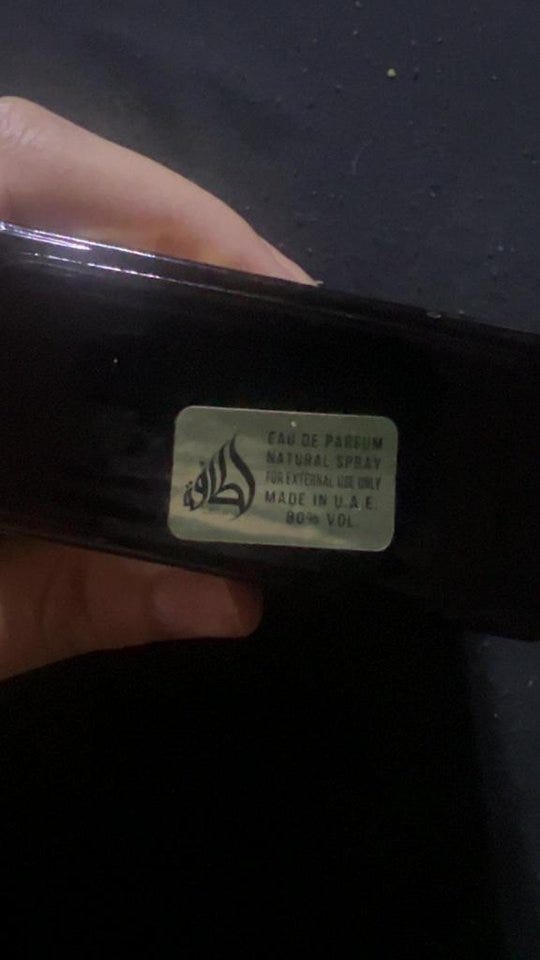 لطافة
EAU DE PARFUM
NATURAL SPRAY
FOR EXTERNAL USE ONLY
MADE IN U.A.E.
80% VOL.